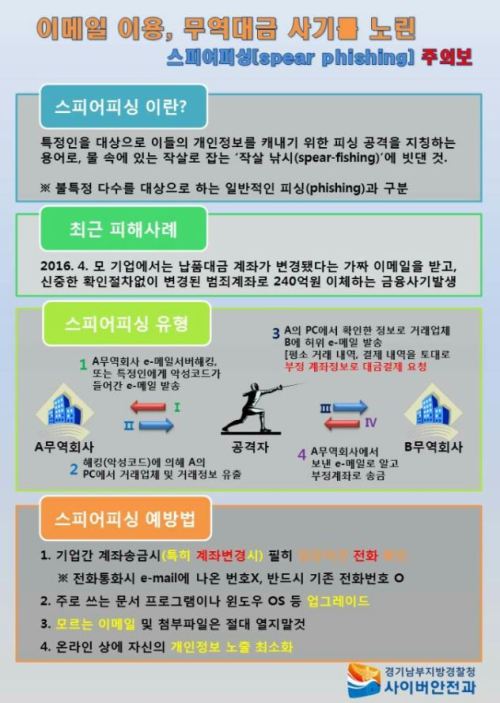 이메일 이용, 무역대금 사기를 노린
스피어피싱(spear phishing) 주의보
스피어피싱 이란?
특정인을 대상으로 이들의 개인정보를 캐내기 위한 피싱 공격을 지칭하는
용어로, 물 속에 있는 작살로 잡는 '작살 낚시(spear-fishing)'에 빗댄 것.
※ 불특정 다수를 대상으로 하는 일반적인 피싱(phishing)과 구분
최근 피해사례
2016. 4. 모 기업에서는 납품대금 계좌가 변경됐다는 가짜 이메일을 받고,
신중한 확인절차없이 변경된 범죄계좌로 240억원 이체하는 금융사기발생
스피어피싱 유형
1 A무역회사 e-메일서버해킹,
또는 특정인에게 악성코드가
들어간 e-메일 발송
3 A의 PC에서 확인한 정보로 거래업체
B에 허위 e-메일 발송
[평소 거래 내역, 결제 내역을 토대로
부정 계좌정보로 대금결제 요청
I
II
III
IV
A무역회사
공격자
B무역회사
2 해킹(악성코드)에 의해 A의
PC에서 거래업체 및 거래정보 유출
4 A무역회사에서
보낸 e-메일로 알고
부정계좌로 송금
스피어피싱 예방법
1. 기업간 계좌송금시(특히 계좌변경시) 필히 전화
※ 전화통화시 e-mail에 나온 번호X, 반드시 기존 전화번호 O
2. 주로 쓰는 문서 프로그램이나 윈도우 OS 등 업그레이드
3. 모르는 이메일 및 첨부파일은 절대 열지말것
4. 온라인 상에 자신의 개인정보 노출 최소화
경기남부지방경찰청
사이버안전과